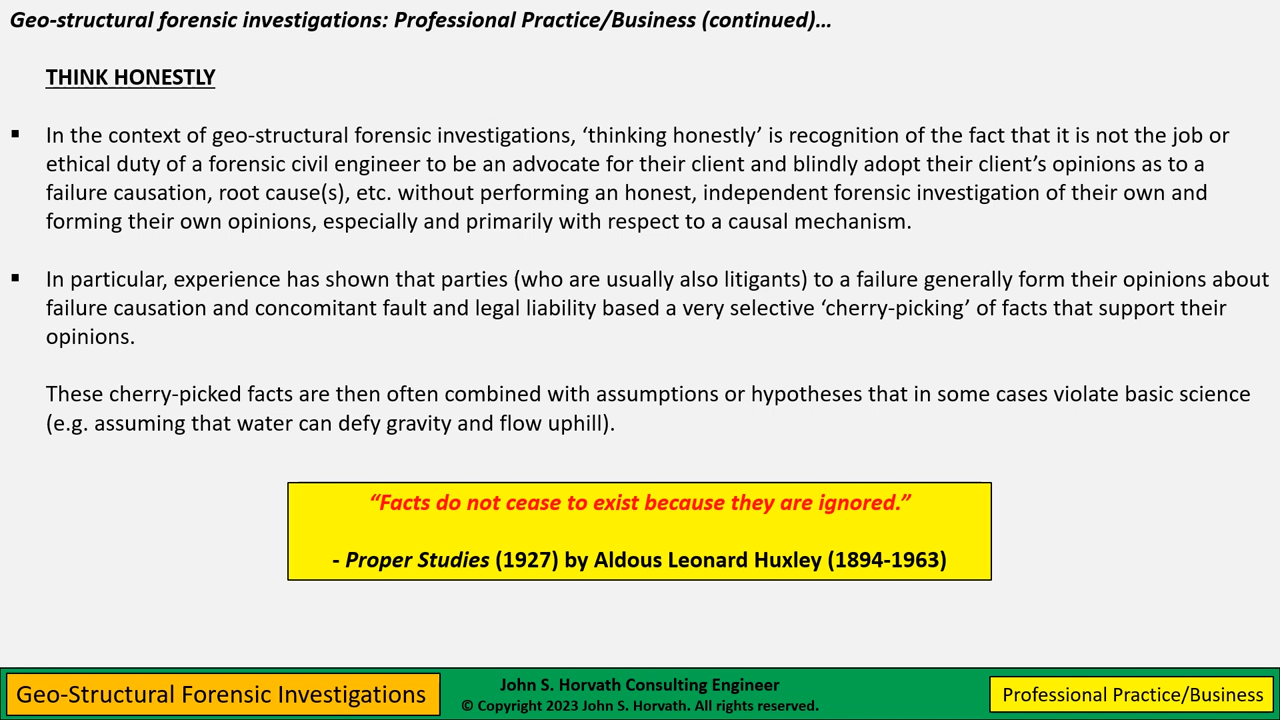 Geo-structural forensic investigations: Professional Practice/Business (continued)…
THINK HONESTLY
▪ In the context of geo-structural forensic investigations, ‘thinking honestly’ is recognition of the fact that it is not the job or
ethical duty of a forensic civil engineer to be an advocate for their client and blindly adopt their client’s opinions as to a
failure causation, root cause(s), etc. without performing an honest, independent forensic investigation of their own and
forming their own opinions, especially and primarily with respect to a causal mechanism.
▪ In particular, experience has shown that parties (who are usually also litigants) to a failure generally form their opinions about
failure causation and concomitant fault and legal liability based a very selective ‘cherry-picking’ of facts that support their
opinions.
These cherry-picked facts are then often combined with assumptions or hypotheses that in some cases violate basic science
(e.g. assuming that water can defy gravity and flow uphill).
“Facts do not cease to exist because they are ignored.”
- Proper Studies (1927) by Aldous Leonard Huxley (1894-1963)
Geo-Structural Forensic Investigations
John S. Horvath Consulting Engineer
© Copyright 2023 John S. Horvath. All rights reserved.
Professional Practice/Business